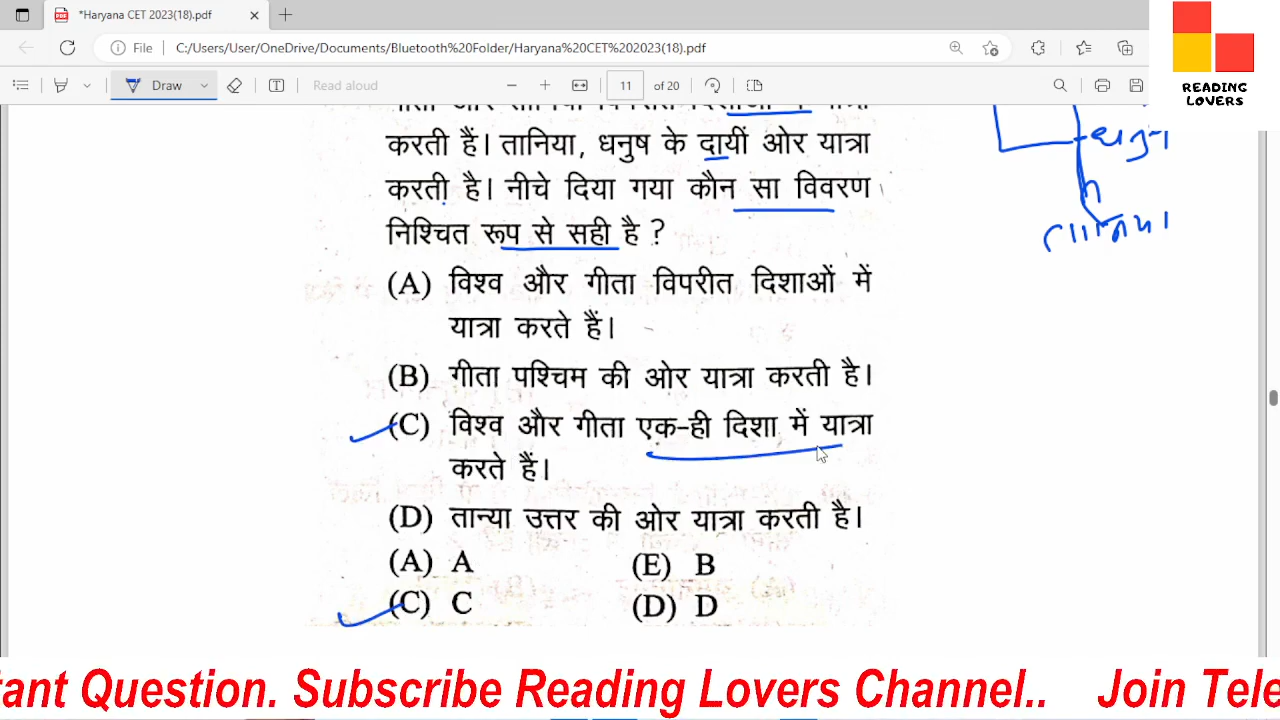 *Haryana CET 2023(18).pdf
File C:/Users/User/OneDrive/Documents/Bluetooth%20Folder/Haryana%20CET%202023(18).pdf
READING
LOVERS
Draw Read aloud 11 of 20
करती हैं। तानिया, धनुष के दायीं ओर यात्रा
करती है। नीचे दिया गया कौन सा विवरण
निश्चित रूप से सही है ?
(A) विश्व और गीता विपरीत दिशाओं में
यात्रा करते हैं।
(B) गीता पश्चिम की ओर यात्रा करती है।
(C) विश्व और गीता एक-ही दिशा में यात्रा
करते हैं।
(D) तान्या उत्तर की ओर यात्रा करती है।
(A) A (E) B
(C) C (D) D
tant Question. Subscribe Reading Lovers Channel.. Join Tele